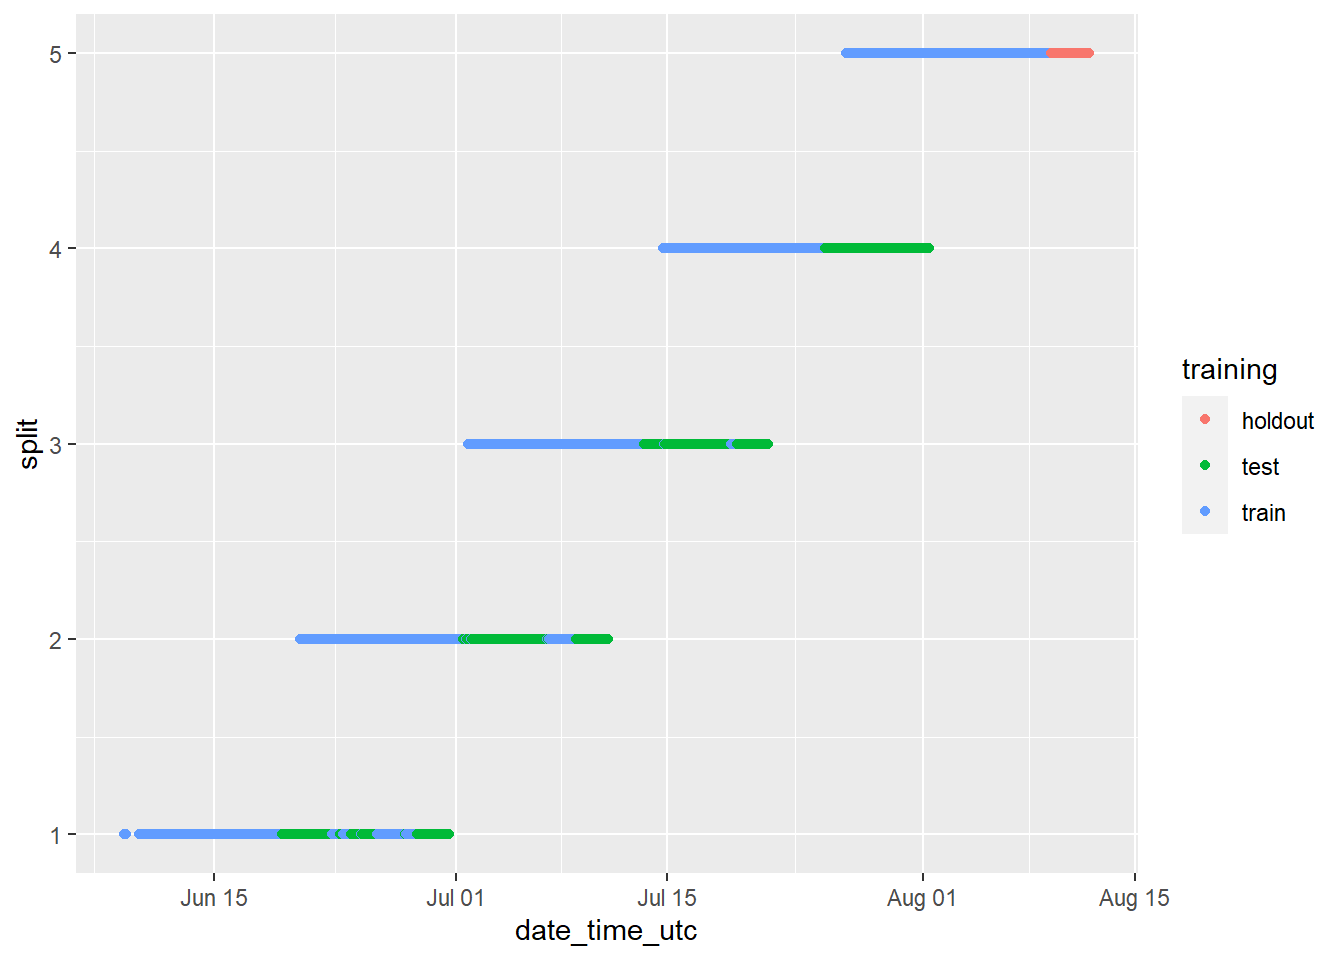 5
4
3
2
1
split
Jun 15
Jul 01
Jul 15
Aug 01
Aug 15
date_time_utc
training
holdout
test
train